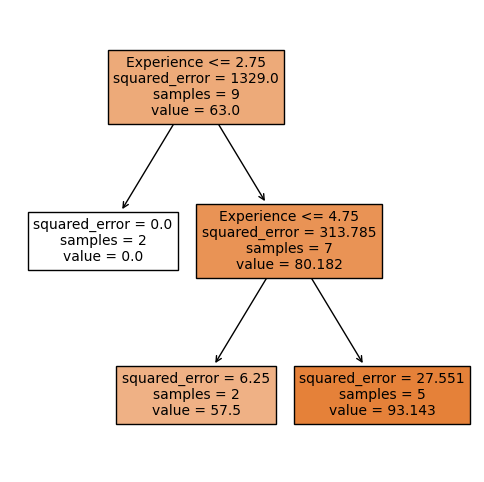 Experience <= 2.75
squared_error = 1329.0
samples = 9
value = 63.0
squared_error = 0.0
samples = 2
value = 0.0
Experience <= 4.75
squared_error = 313.785
samples = 7
value = 80.182
squared_error = 6.25
samples = 2
value = 57.5
squared_error = 27.551
samples = 5
value = 93.143